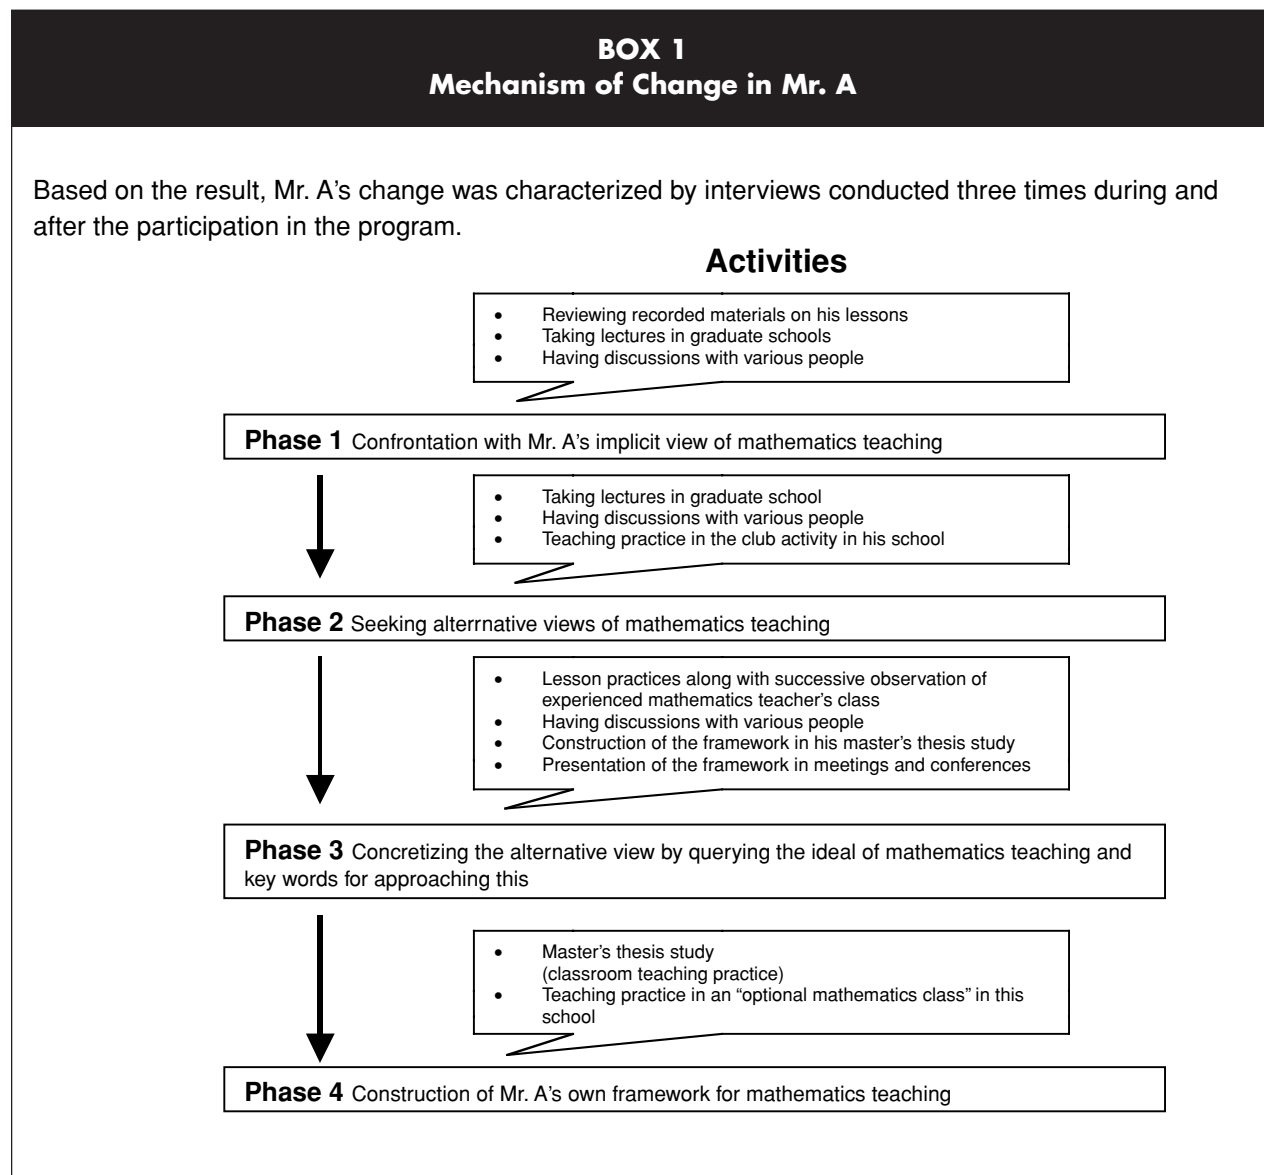 BOX 1
Mechanism of Change in Mr. A
Based on the result, Mr. A's change was characterized by interviews conducted three times during and
after the participation in the program.
Activities
• Reviewing recorded materials on his lessons
• Taking lectures in graduate schools
• Having discussions with various people
Phase 1 Confrontation with Mr. A's implicit view of mathematics teaching
• Taking lectures in graduate school
• Having discussions with various people
• Teaching practice in the club activity in his school
Phase 2 Seeking alterrnative views of mathematics teaching
• Lesson practices along with successive observation of
experienced mathematics teacher's class
• Having discussions with various people
• Construction of the framework in his master's thesis study
• Presentation of the framework in meetings and conferences
Phase 3 Concretizing the alternative view by querying the ideal of mathematics teaching and
key words for approaching this
• Master's thesis study
(classroom teaching practice)
• Teaching practice in an “optional mathematics class” in this
school
Phase 4 Construction of Mr. A's own framework for mathematics teaching